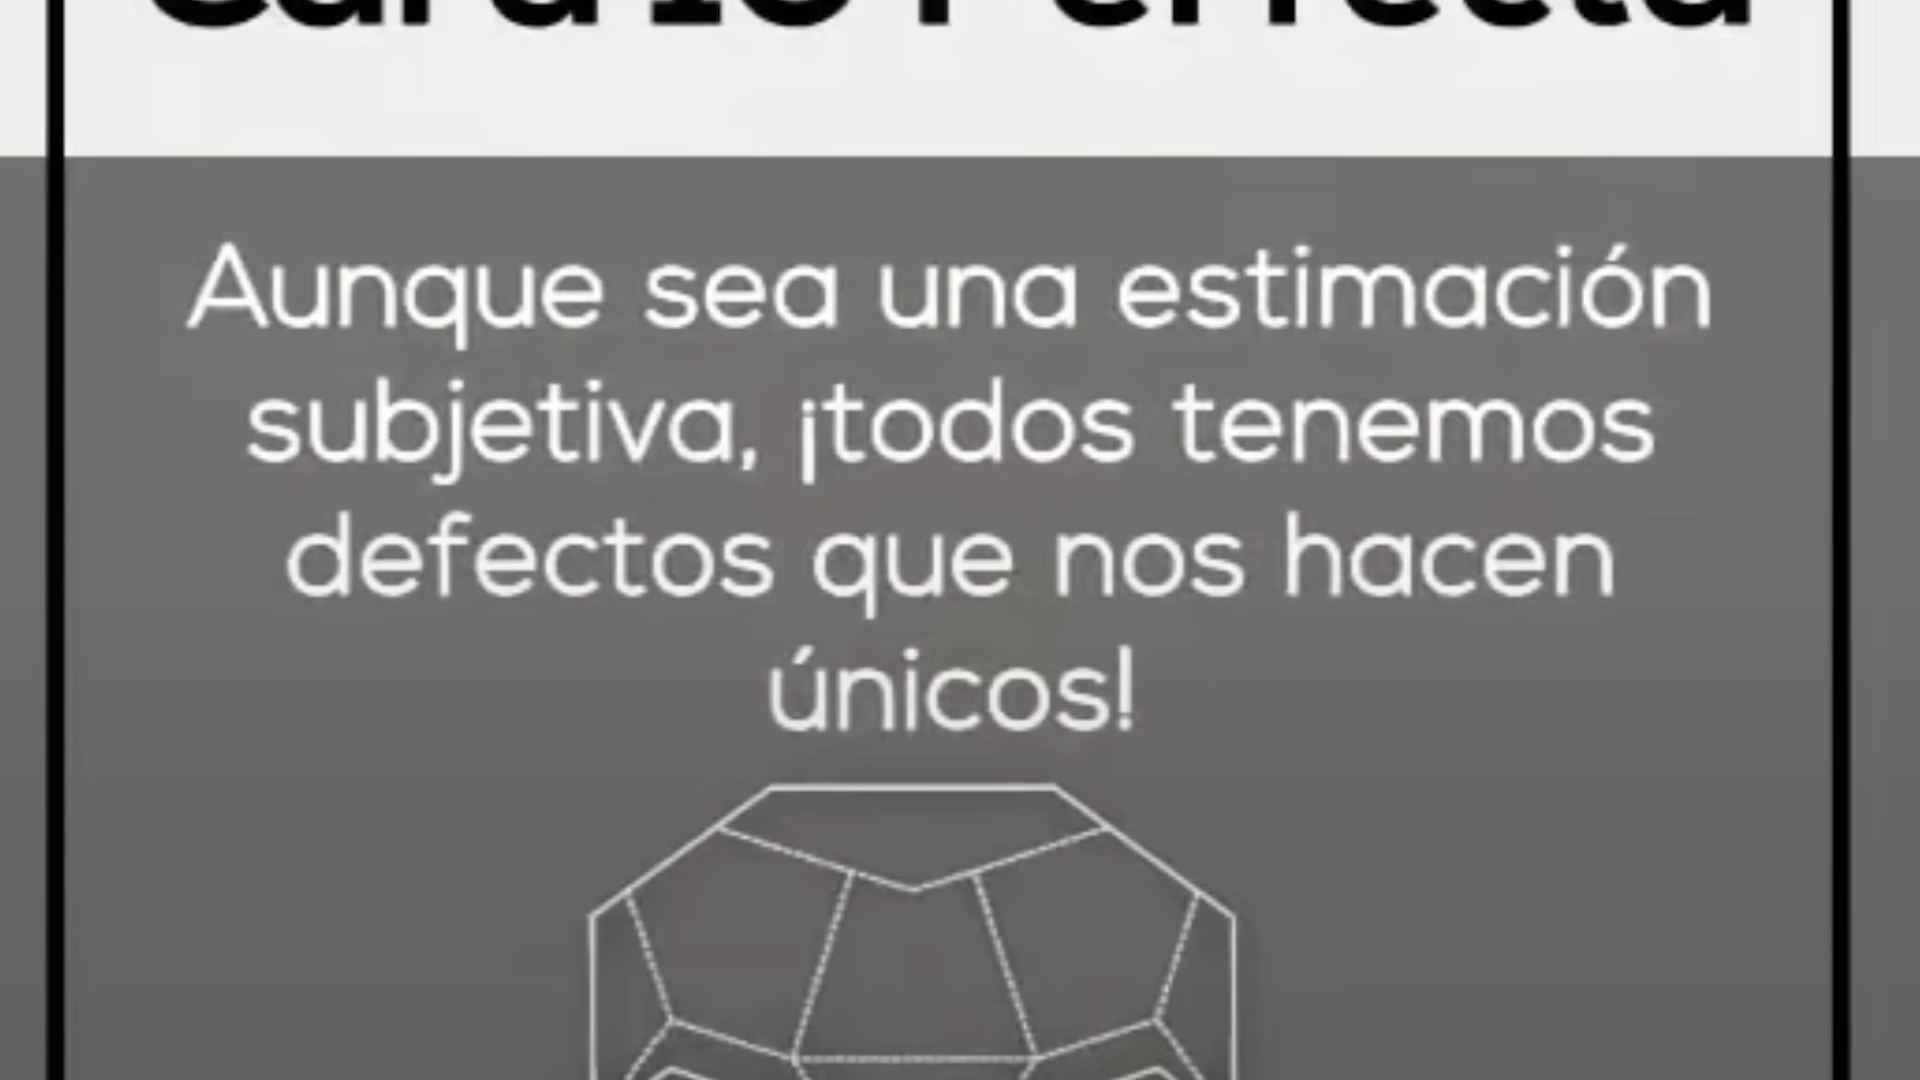 Aunque sea una estimación
subjetiva, ¡todos tenemos
defectos que nos hacen
únicos!